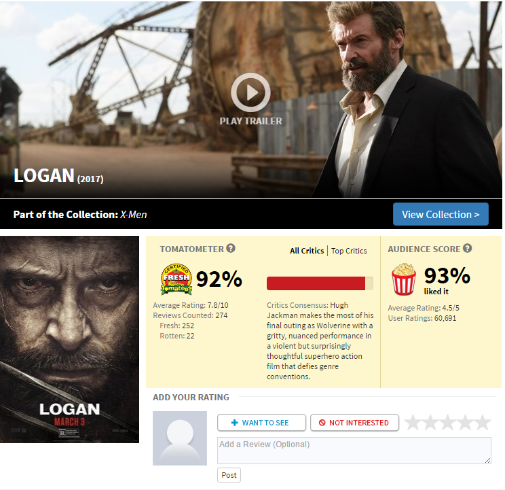 PLAY TRAILER
LOGAN (2017)
Part of the Collection: X-Men
View Collection >
TOMATOMETER ?
All Critics | Top Critics
CERTIFIED
FRESH
92%
Average Rating: 7.8/10
Reviews Counted: 274
Fresh: 252
Rotten: 22
Critics Consensus: Hugh
Jackman makes the most of his
final outing as Wolverine with a
gritty, nuanced performance in
a violent but surprisingly
thoughtful superhero action
film that defies genre
conventions.
AUDIENCE SCORE ?
93%
liked it
Average Rating: 4.5/5
User Ratings: 60,691
LOGAN
MARCH 3
ADD YOUR RATING
+ WANT TO SEE
NOT INTERESTED
Add a Review (Optional)
Post